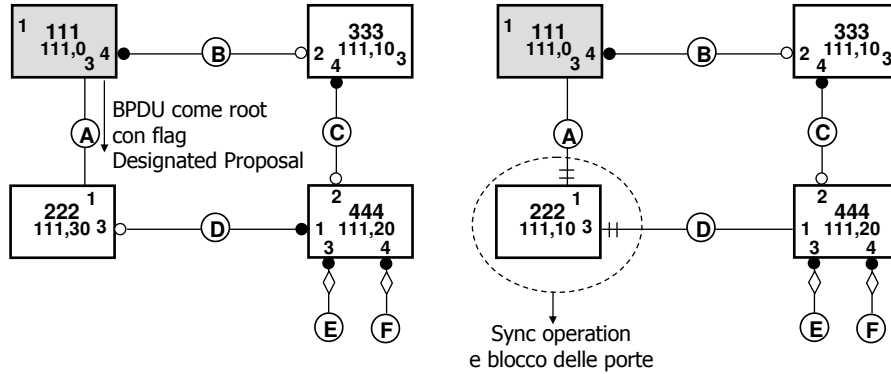 1
111
111,0
3
4
B
333
2
111,10
3
4
A
BPDU come root
con flag
Designated Proposal
C
222
111,30
1
3
D
2
444
1
111,20
3
4
E
F
1
111
111,0
3
4
B
333
2
111,10
3
4
A
C
222
111,10
1
3
D
2
444
1
111,20
3
4
E
F
Sync operation
e blocco delle porte